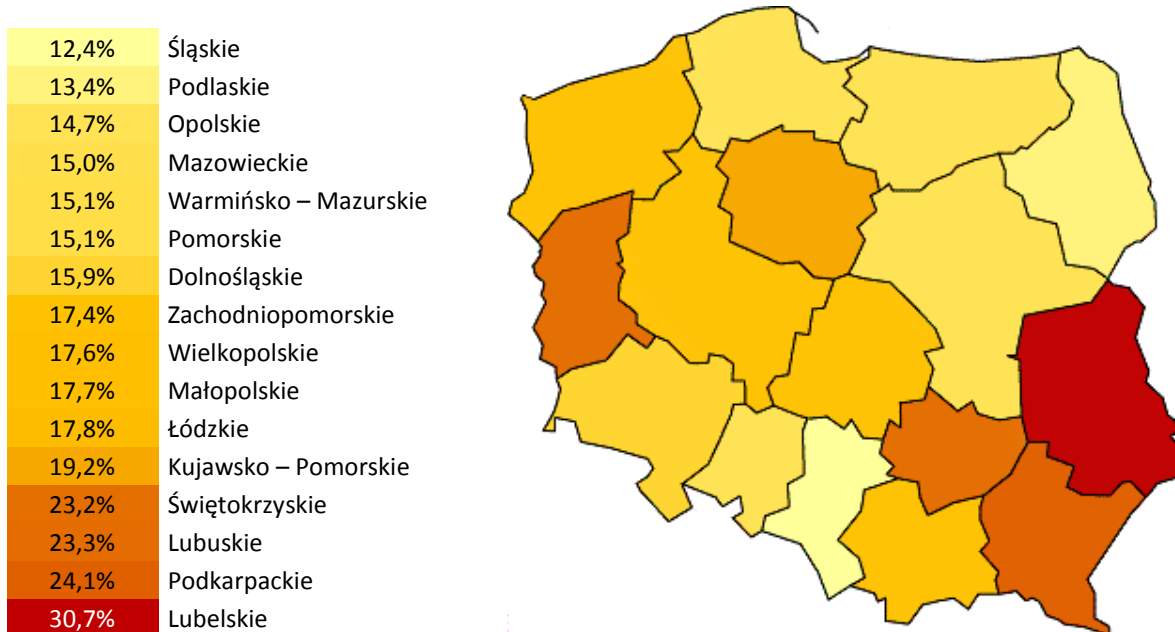 12,4% Śląskie
13,4% Podlaskie
14,7% Opolskie
15,0% Mazowieckie
15,1% Warmińsko – Mazurskie
15,1% Pomorskie
15,9% Dolnośląskie
17,4% Zachodniopomorskie
17,6% Wielkopolskie
17,7% Małopolskie
17,8% Łódzkie
19,2% Kujawsko – Pomorskie
23,2% Świętokrzyskie
23,3% Lubuskie
24,1% Podkarpackie
30,7% Lubelskie